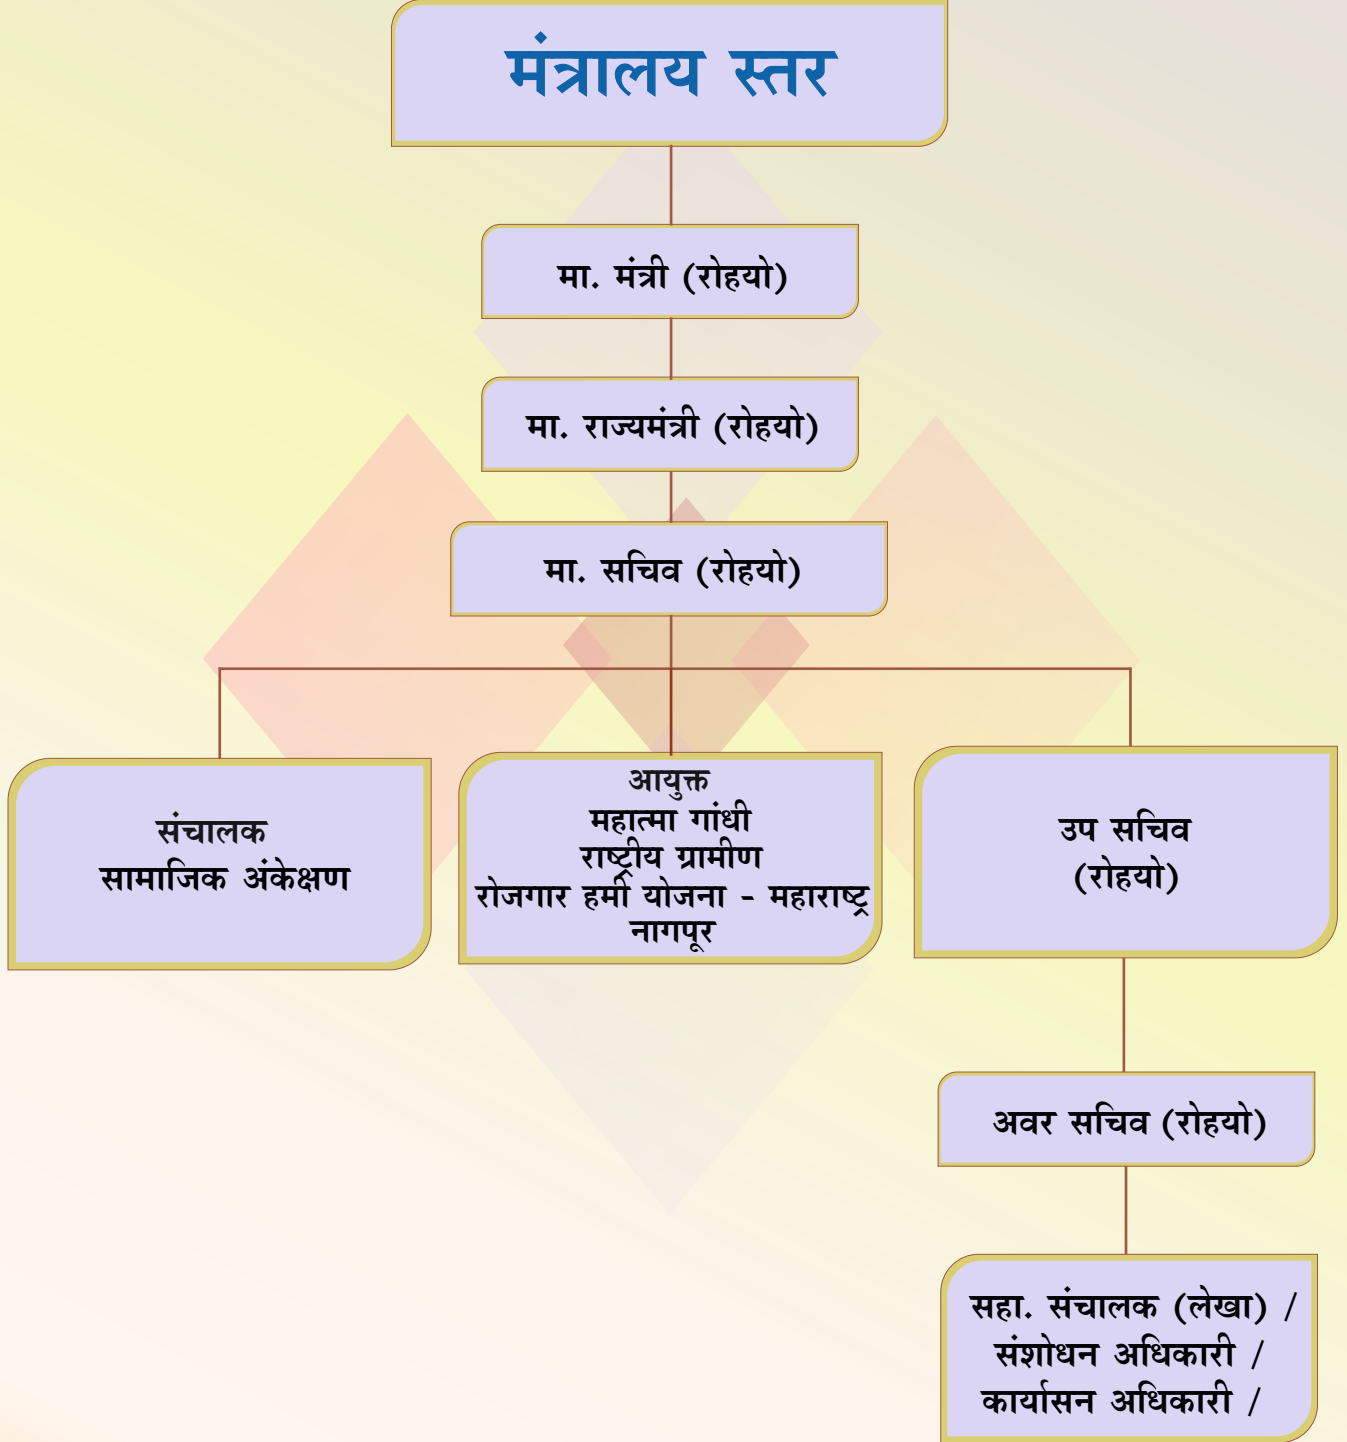 मंत्रालय स्तर
मा. मंत्री (रोहयो)
मा. राज्यमंत्री (रोहयो)
मा. सचिव (रोहयो)
संचालक
सामाजिक अंकेक्षण
आयुक्त
महात्मा गांधी
राष्ट्रीय ग्रामीण
रोजगार हमी योजना - महाराष्ट्र
नागपूर
उप सचिव
(रोहयो)
अवर सचिव (रोहयो)
सहा. संचालक (लेखा) /
संशोधन अधिकारी /
कार्यासन अधिकारी /